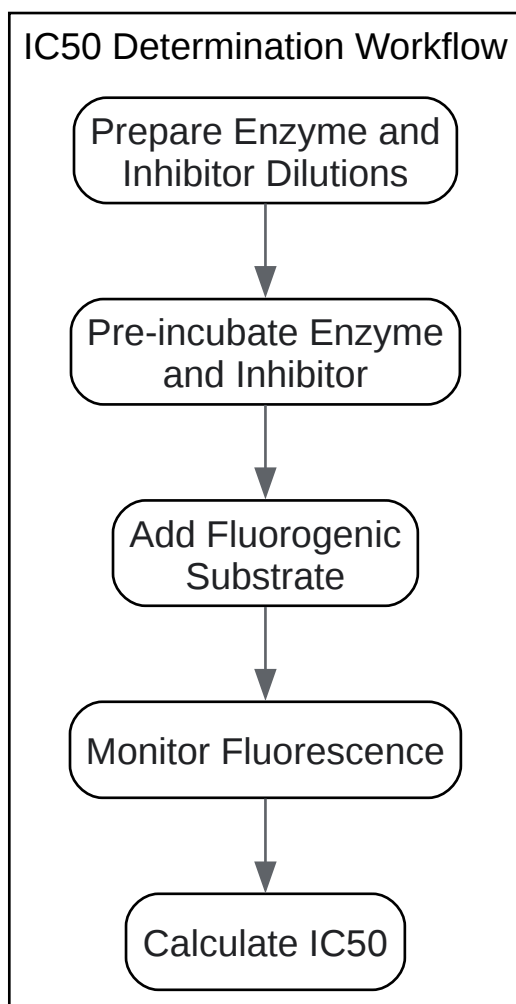 IC50 Determination Workflow
Prepare Enzyme and
Inhibitor Dilutions
Pre-incubate Enzyme
and Inhibitor
Add Fluorogenic
Substrate
Monitor Fluorescence
Calculate IC50